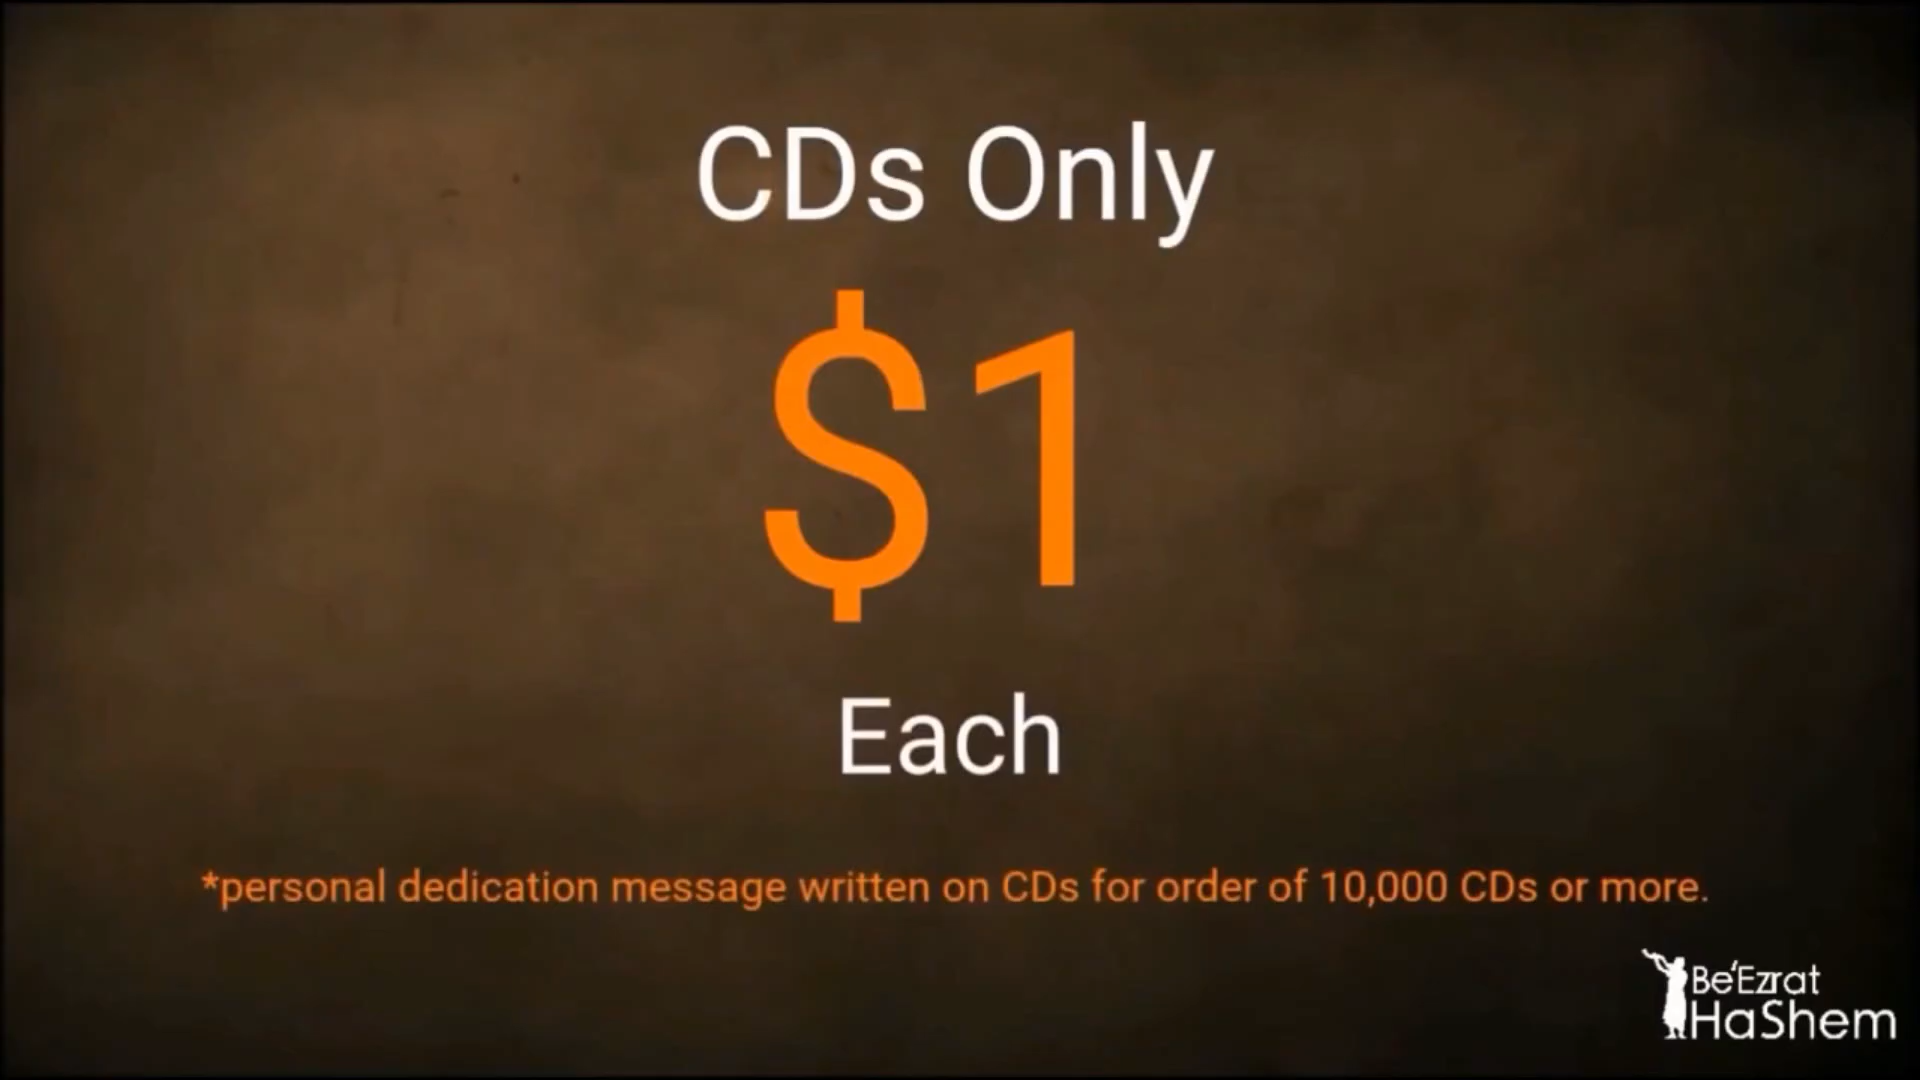 CDs Only
$1
Each
*personal dedication message written on CDs for order of 10,000 CDs or more.
Be'Ezrat
HaShem